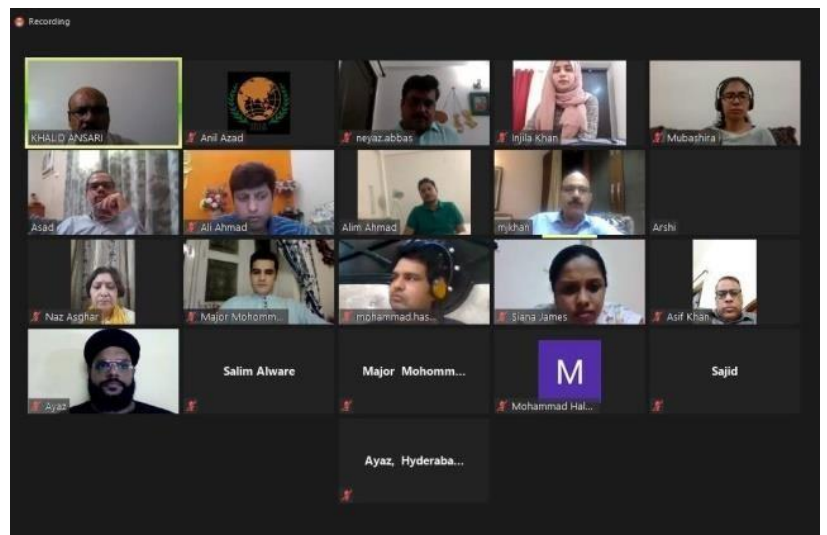 Recording
KHALID ANSARI
Anil Azad
neyaz.abbas
Injila Khan
Mubashira
Asad
Ali Ahmad
Alim Ahmad
mjkhan
Arshi
Naz Asghar
Major Mohomm...
mohammad.has...
Siana James
Asif Khan
Ayaz
Salim Alware
Major Mohomm...
M
Mohammad Hal...
Sajid
Ayaz, Hyderaba...